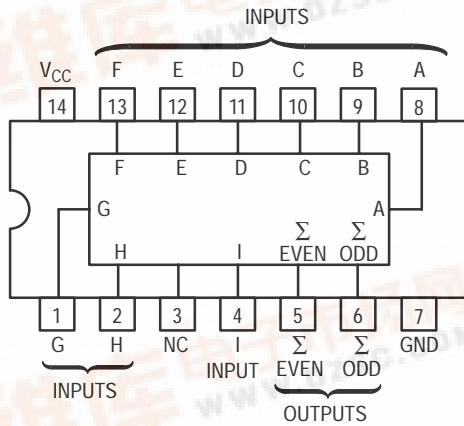 INPUTS
VCC F E D C B A
14 13 12 11 10 9 8
F E D C B
G A
H I Σ EVEN Σ ODD
1 2 3 4 5 6 7
G H NC I Σ Σ GND
INPUTS INPUT EVEN ODD
OUTPUTS